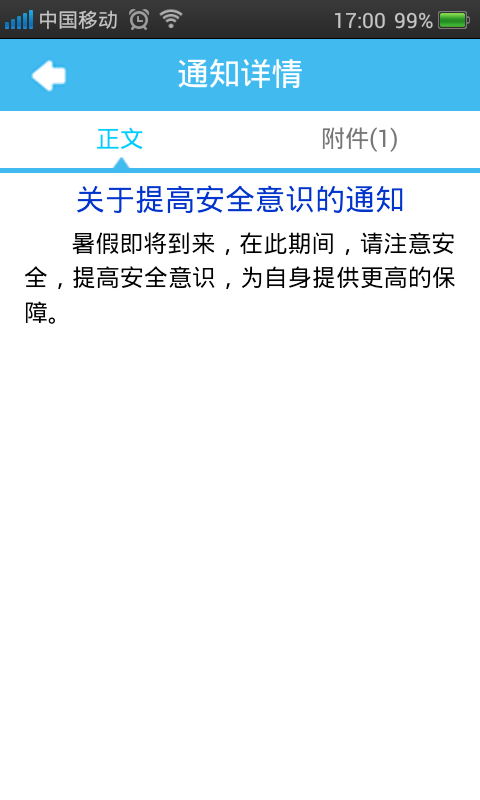 中国移动 17:00 99%
通知详情
正文 附件(1)
关于提高安全意识的通知
暑假即将到来，在此期间，请注意安
全，提高安全意识，为自身提供更高的保
障。